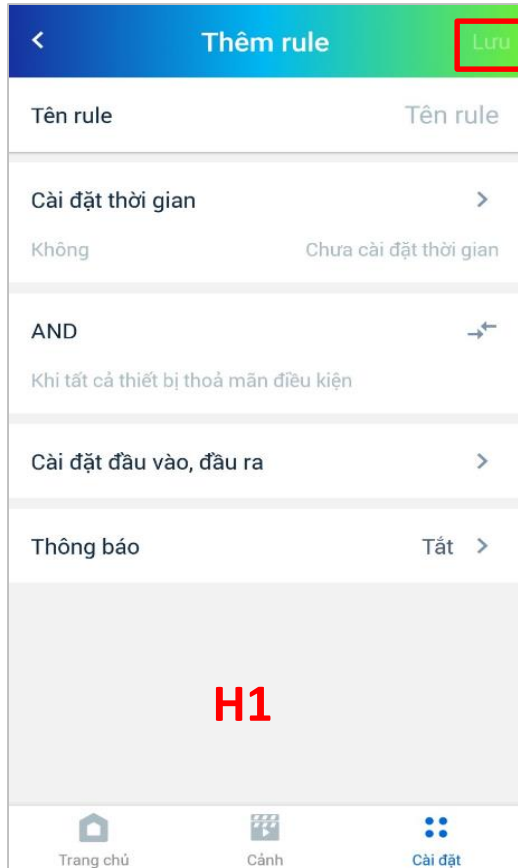 Thêm rule
Lưu
Tên rule
Tên rule
Cài đặt thời gian
Không
Chưa cài đặt thời gian
AND
Khi tất cả thiết bị thoả mãn điều kiện
Cài đặt đầu vào, đầu ra
Thông báo
Tắt
H1
Trang chủ
Cảnh
Cài đặt